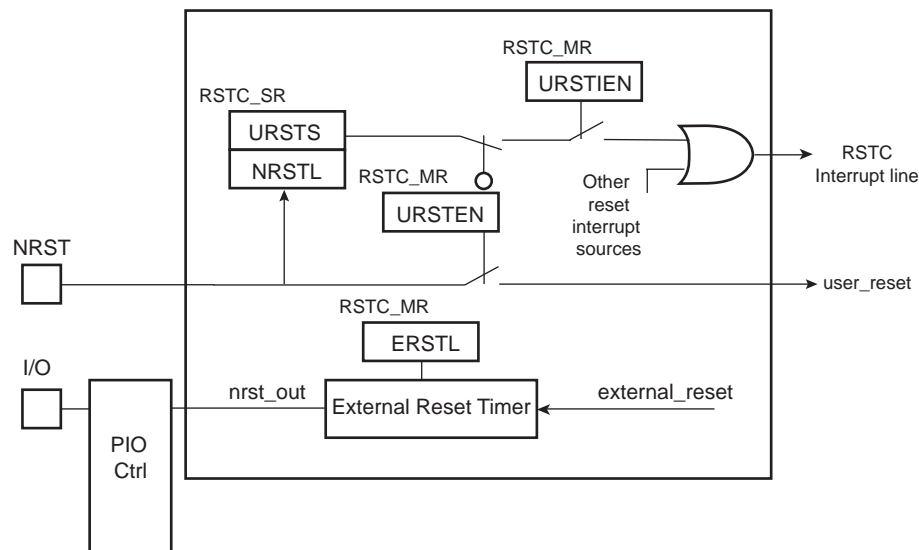 RSTC_MR
URSTIEN
RSTC_SR
URSTS
NRSTL
RSTC_MR
URSTEN
Other
reset
interrupt
sources
RSTC
Interrupt line
NRST
user_reset
RSTC_MR
ERSTL
I/O
nrst_out
External Reset Timer
external_reset
PIO
Ctrl